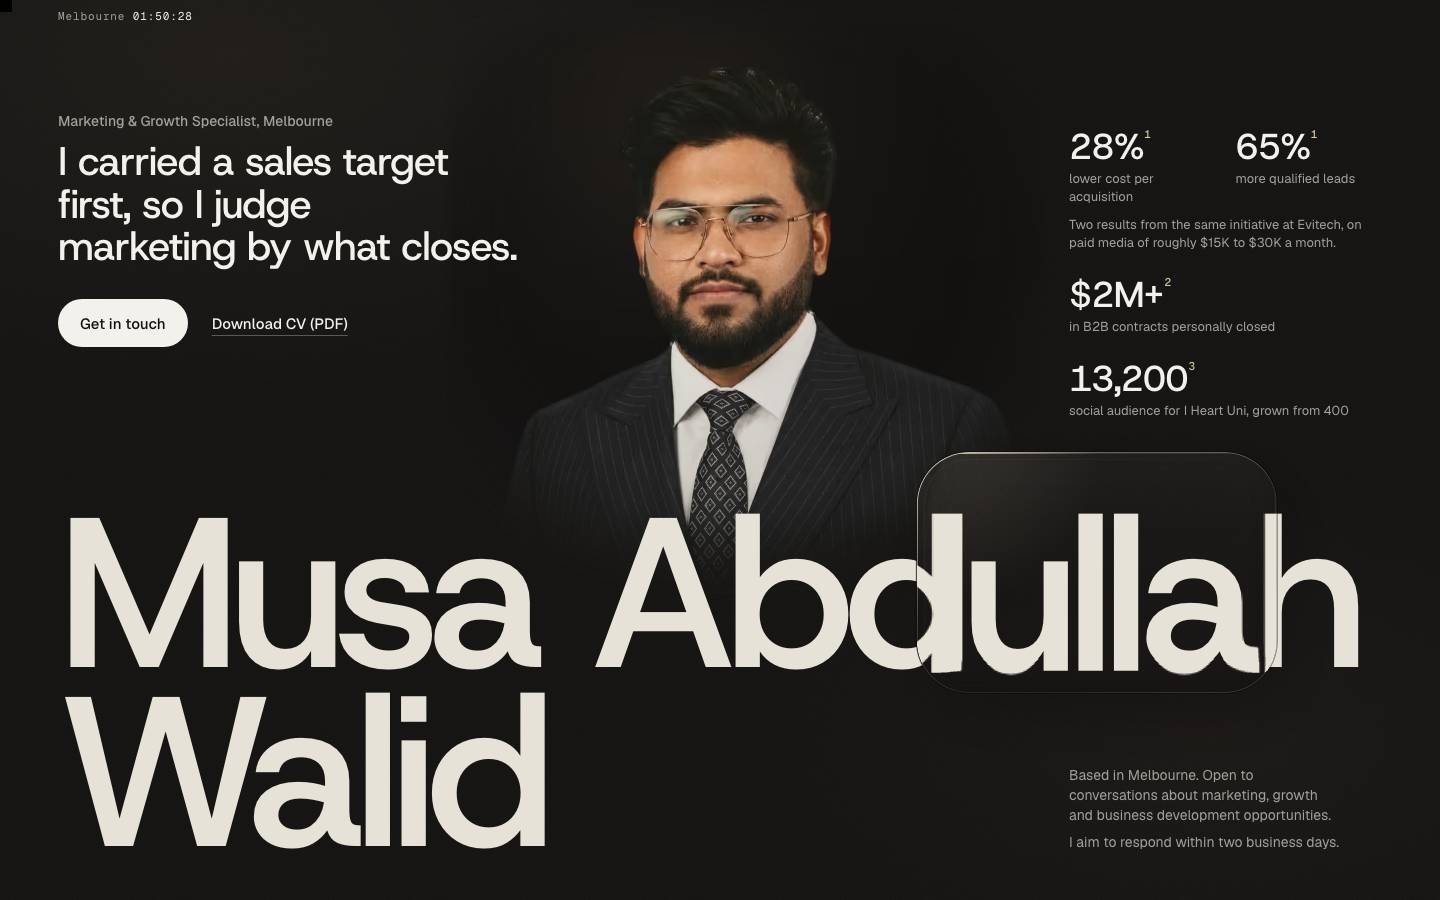 Melbourne 01:50:28
Marketing & Growth Specialist, Melbourne
I carried a sales target
first, so I judge
marketing by what closes.
Get in touch
Download CV (PDF)
28%¹
lower cost per
acquisition
65%¹
more qualified leads
Two results from the same initiative at Evitech, on
paid media of roughly $15K to $30K a month.
$2M+²
in B2B contracts personally closed
13,200³
social audience for I Heart Uni, grown from 400
Musa Abdullah
Walid
Based in Melbourne. Open to
conversations about marketing, growth
and business development opportunities.
I aim to respond within two business days.